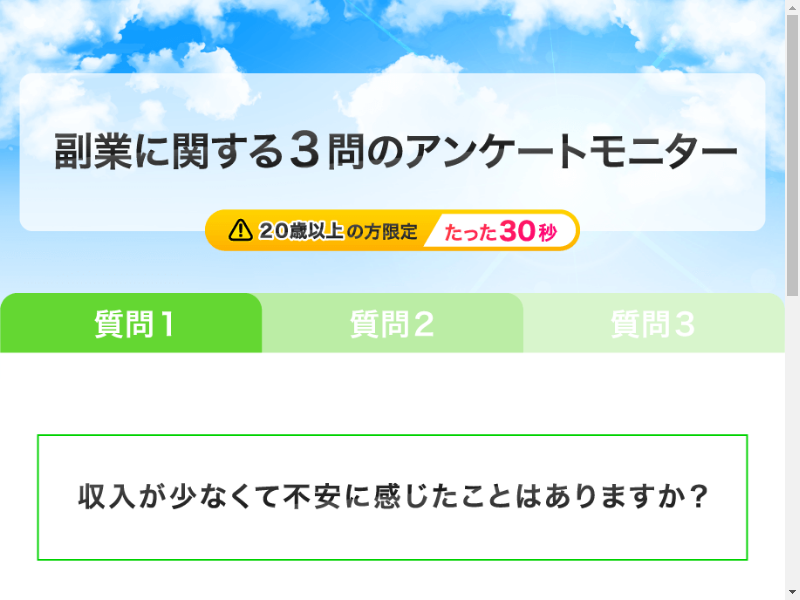 副業に関する3問のアンケートモニター
⚠20歳以上の方限定 たった30秒
質問1 質問2 質問3
収入が少なくて不安に感じたことはありますか？